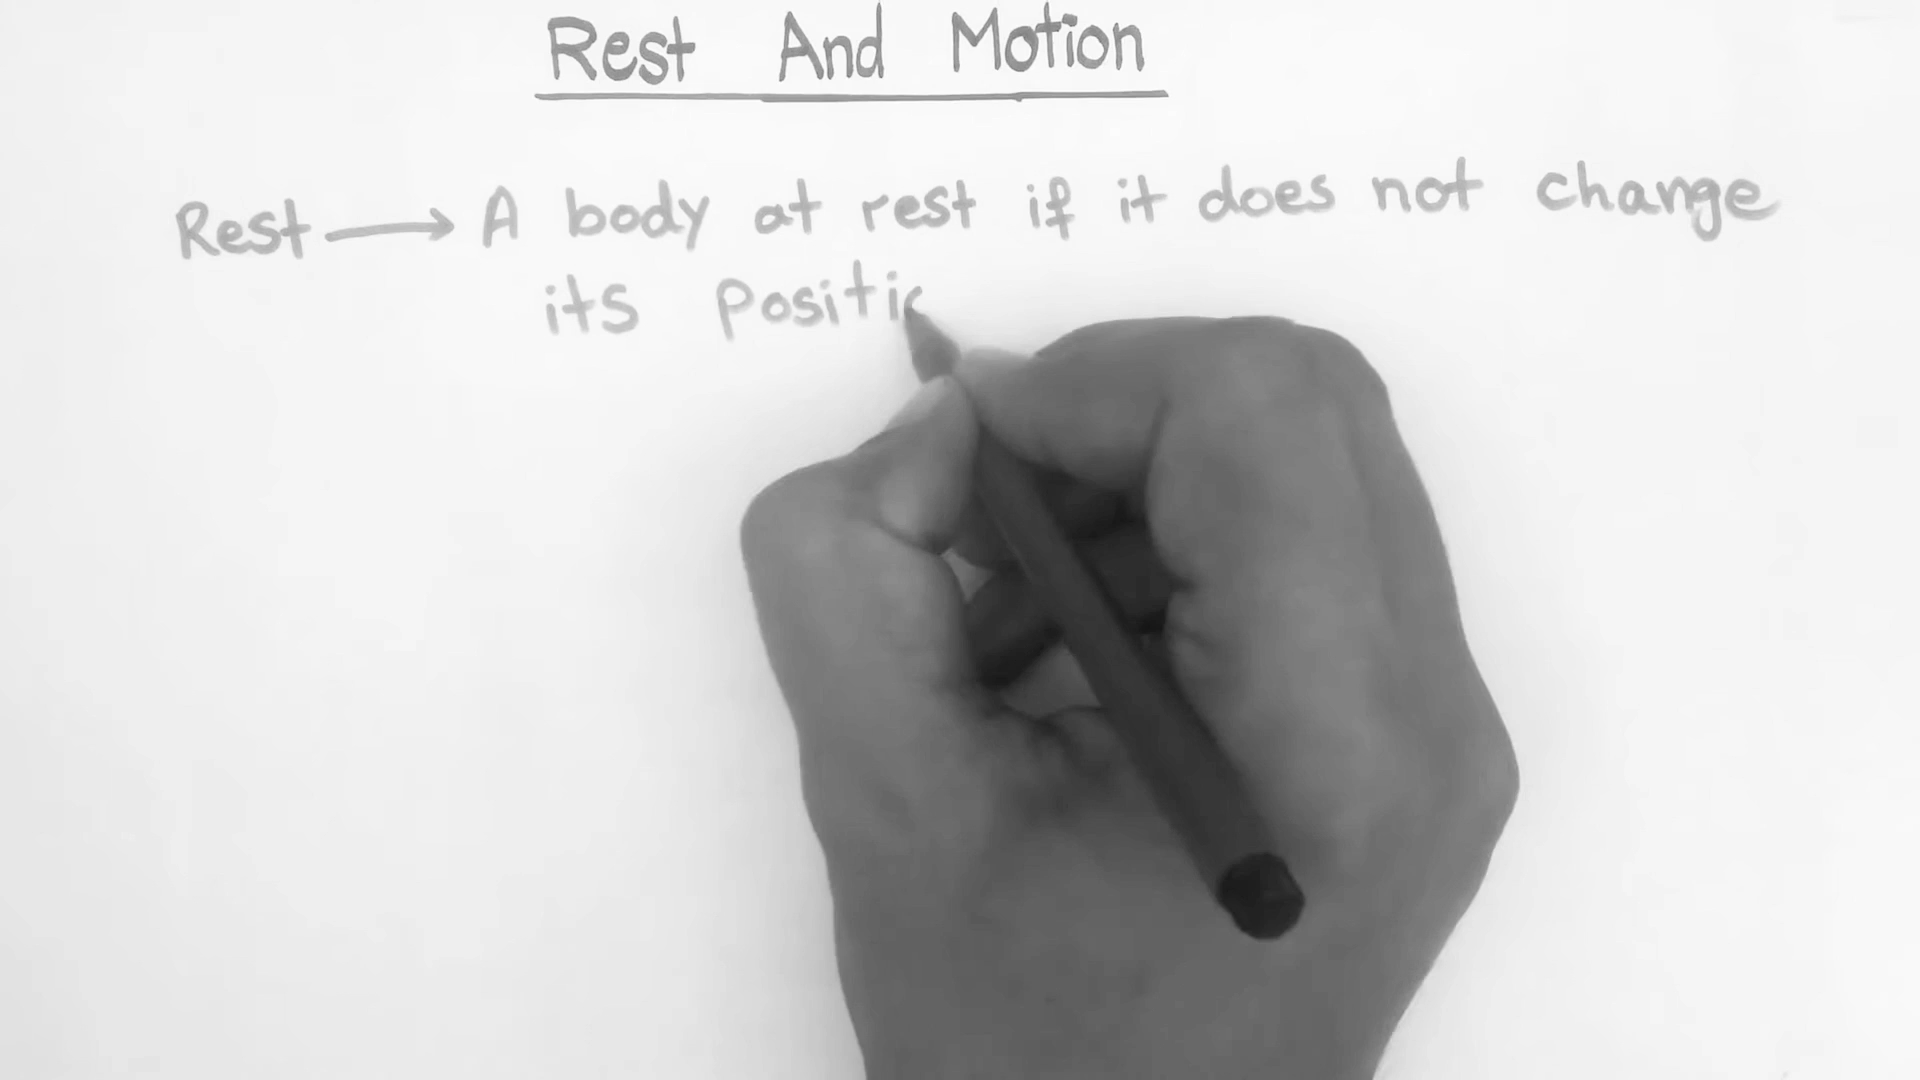 Rest And Motion
Rest → A body at rest if it does not change
its positi